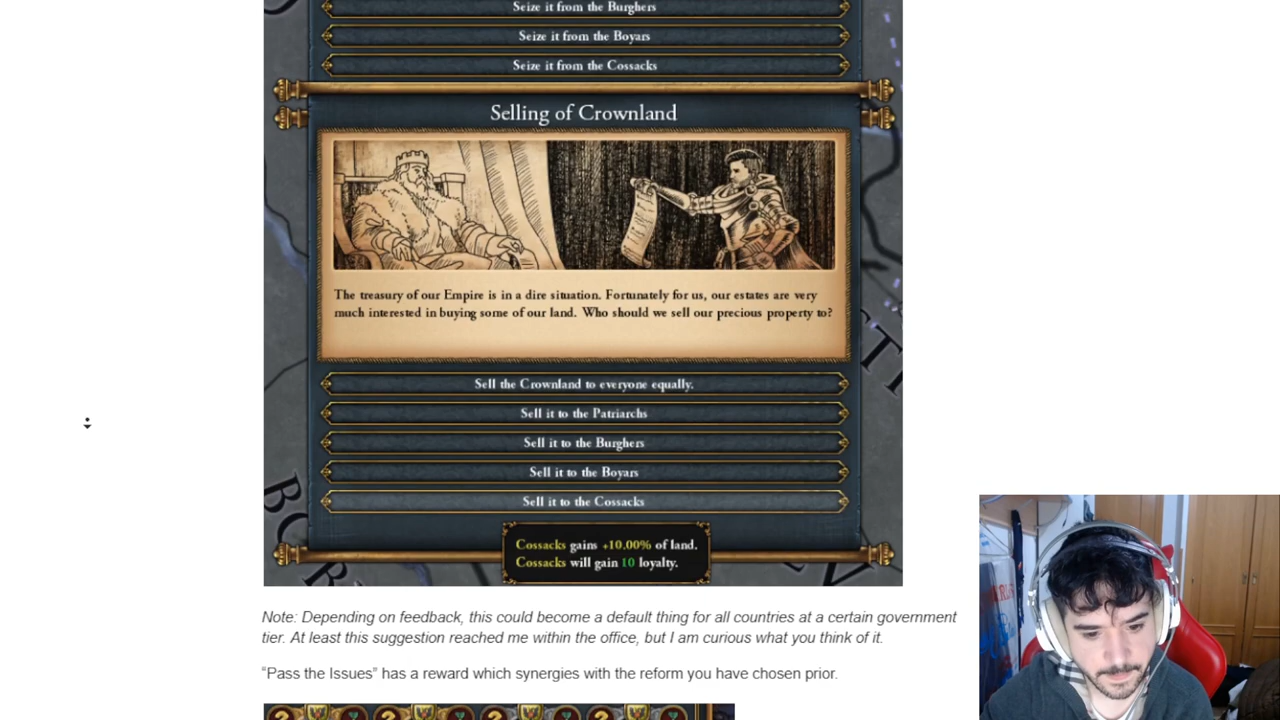 Seize it from the Burghers
Seize it from the Boyars
Seize it from the Cossacks
Selling of Crownland
The treasury of our Empire is in a dire situation. Fortunately for us, our estates are very
much interested in buying some of our land. Who should we sell our precious property to?
Sell the Crownland to everyone equally.
Sell it to the Patriarchs
Sell it to the Burghers
Sell it to the Boyars
Sell it to the Cossacks
Cossacks gains +10.00% of land.
Cossacks will gain 10 loyalty.
Note: Depending on feedback, this could become a default thing for all countries at a certain government
tier. At least this suggestion reached me within the office, but I am curious what you think of it.
“Pass the Issues” has a reward which synergies with the reform you have chosen prior.